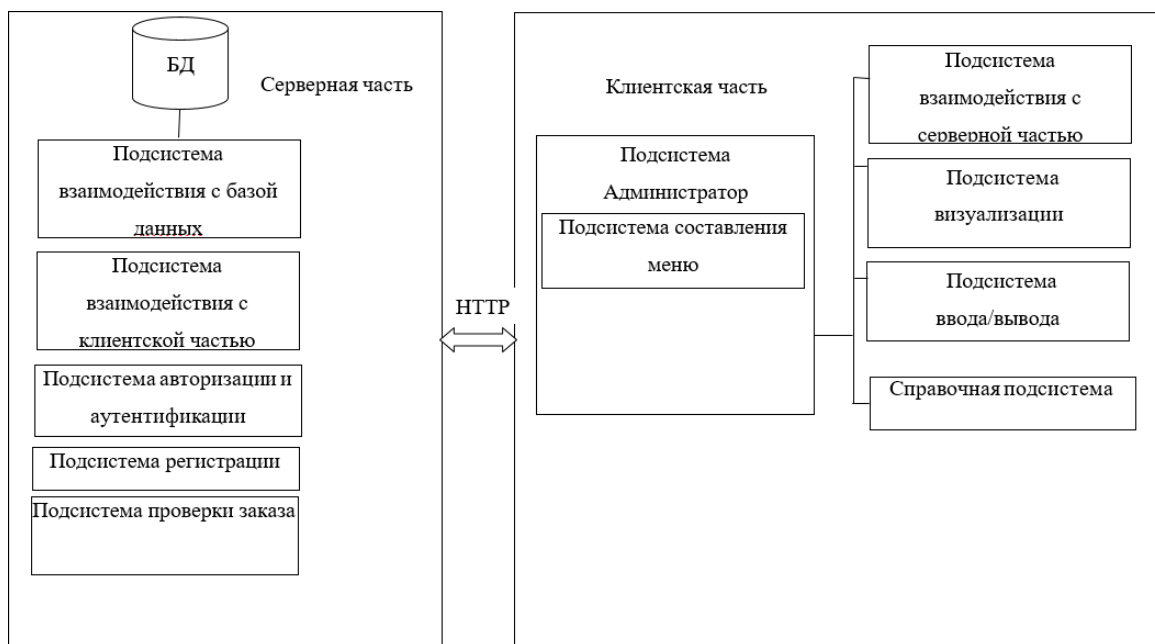 БД
Серверная часть
Подсистема
взаимодействия с базой
данных
Подсистема
взаимодействия с
клиентской частью
Подсистема авторизации и
аутентификации
Подсистема регистрации
Подсистема проверки заказа
HTTP
Клиентская часть
Подсистема
Администратор
Подсистема составления
меню
Подсистема
взаимодействия с
серверной частью
Подсистема
визуализации
Подсистема
ввода/вывода
Справочная подсистема